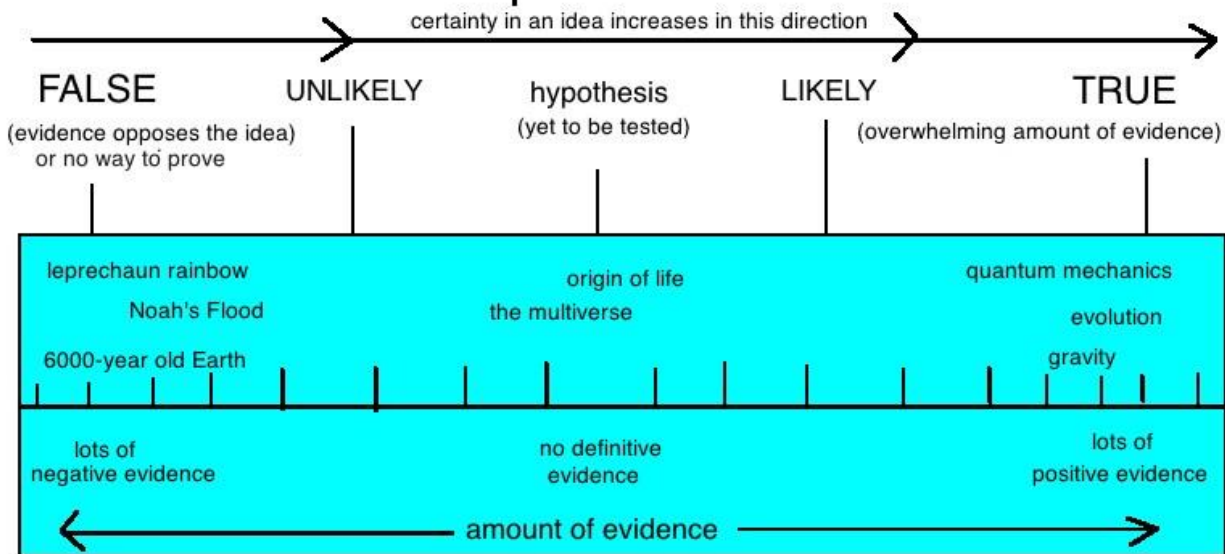 certainty in an idea increases in this direction
FALSE
UNLIKELY
hypothesis
LIKELY
TRUE
(evidence opposes the idea)
or no way to prove
(yet to be tested)
(overwhelming amount of evidence)
leprechaun rainbow
origin of life
quantum mechanics
Noah's Flood
the multiverse
evolution
6000-year old Earth
gravity
lots of
negative evidence
no definitive
evidence
lots of
positive evidence
amount of evidence